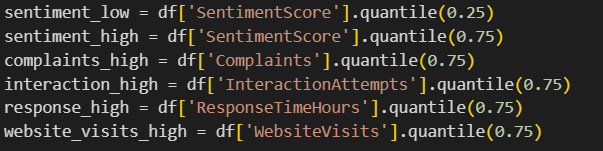 sentiment_low = df['SentimentScore'].quantile(0.25)
sentiment_high = df['SentimentScore'].quantile(0.75)
complaints_high = df['Complaints'].quantile(0.75)
interaction_high = df['InteractionAttempts'].quantile(0.75)
response_high = df['ResponseTimeHours'].quantile(0.75)
website_visits_high = df['WebsiteVisits'].quantile(0.75)